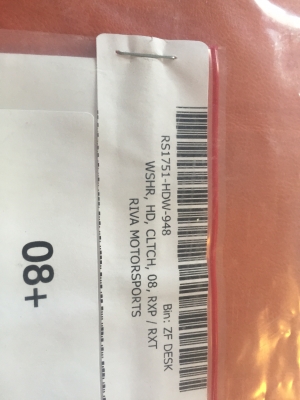 RS1751-HDW-948 Bin: ZF DESK
WSHR, HD, CLTCH, 08, RXP / RXT
RIVA MOTORSPORTS
08+